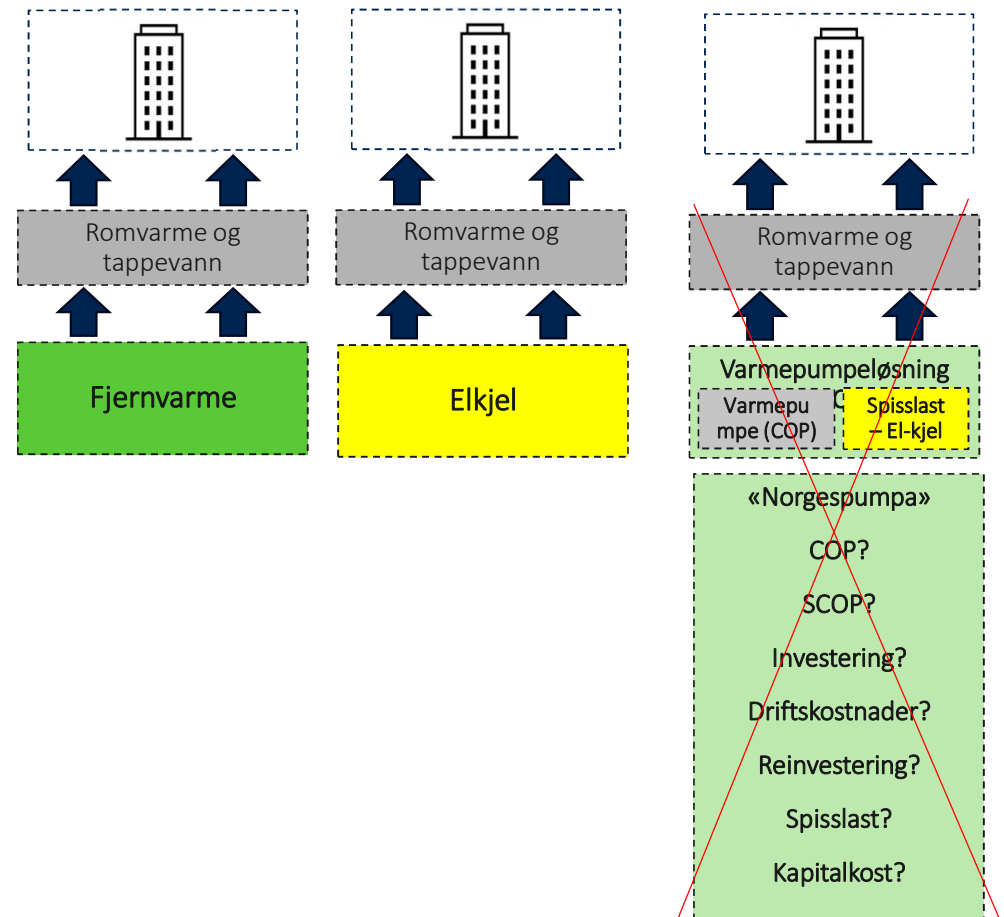 Romvarme og
tappevann
Fjernvarme
Romvarme og
tappevann
Elkjel
Romvarme og
tappevann
Varmepumpeløsning
Varmepu
mpe (COP)
Spisslast
– El-kjel
«Norgespumpa»
COP?
SCOP?
Investering?
Driftskostnader?
Reinvestering?
Spisslast?
Kapitalkost?